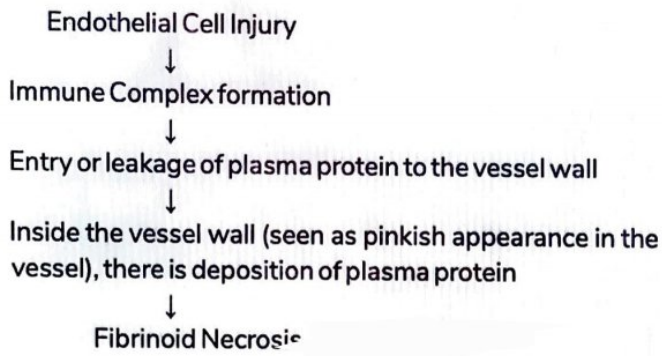 Endothelial Cell Injury
↓
Immune Complex formation
↓
Entry or leakage of plasma protein to the vessel wall
↓
Inside the vessel wall (seen as pinkish appearance in the
vessel), there is deposition of plasma protein
↓
Fibrinoid Necrosis